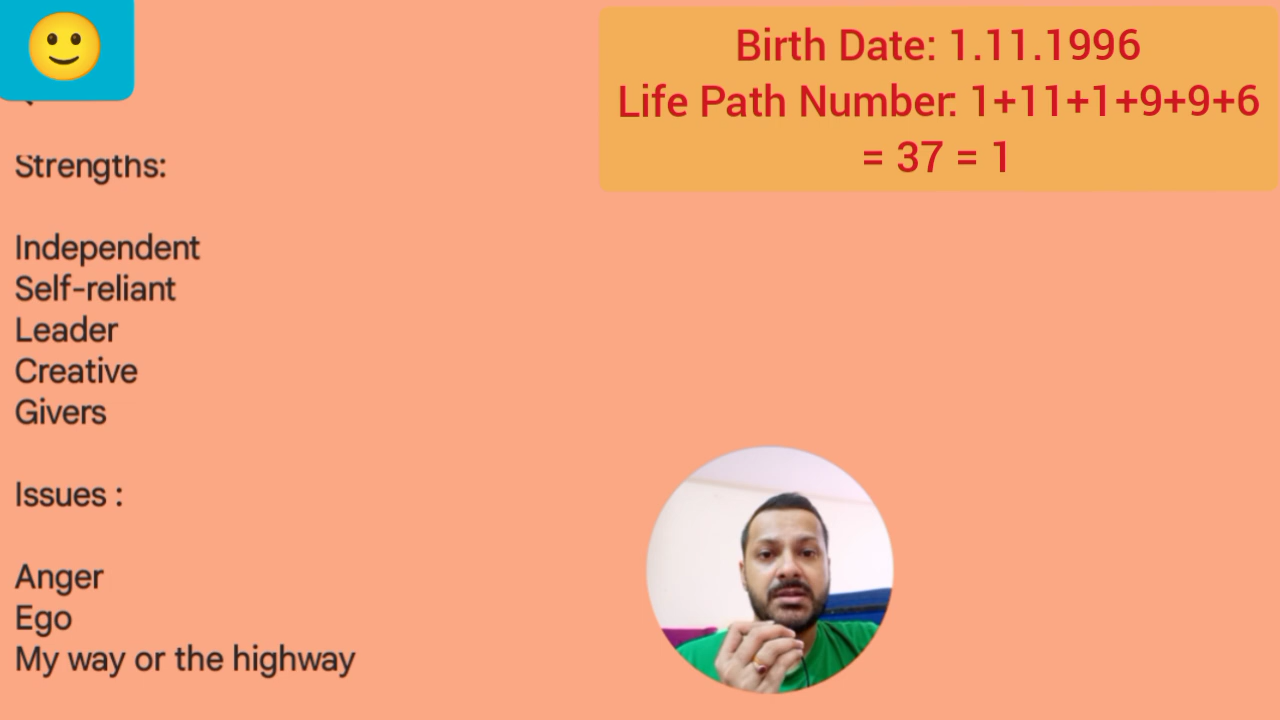 Birth Date: 1.11.1996
Life Path Number: 1+11+1+9+9+6
= 37 = 1
Strengths:
Independent
Self-reliant
Leader
Creative
Givers
Issues :
Anger
Ego
My way or the highway